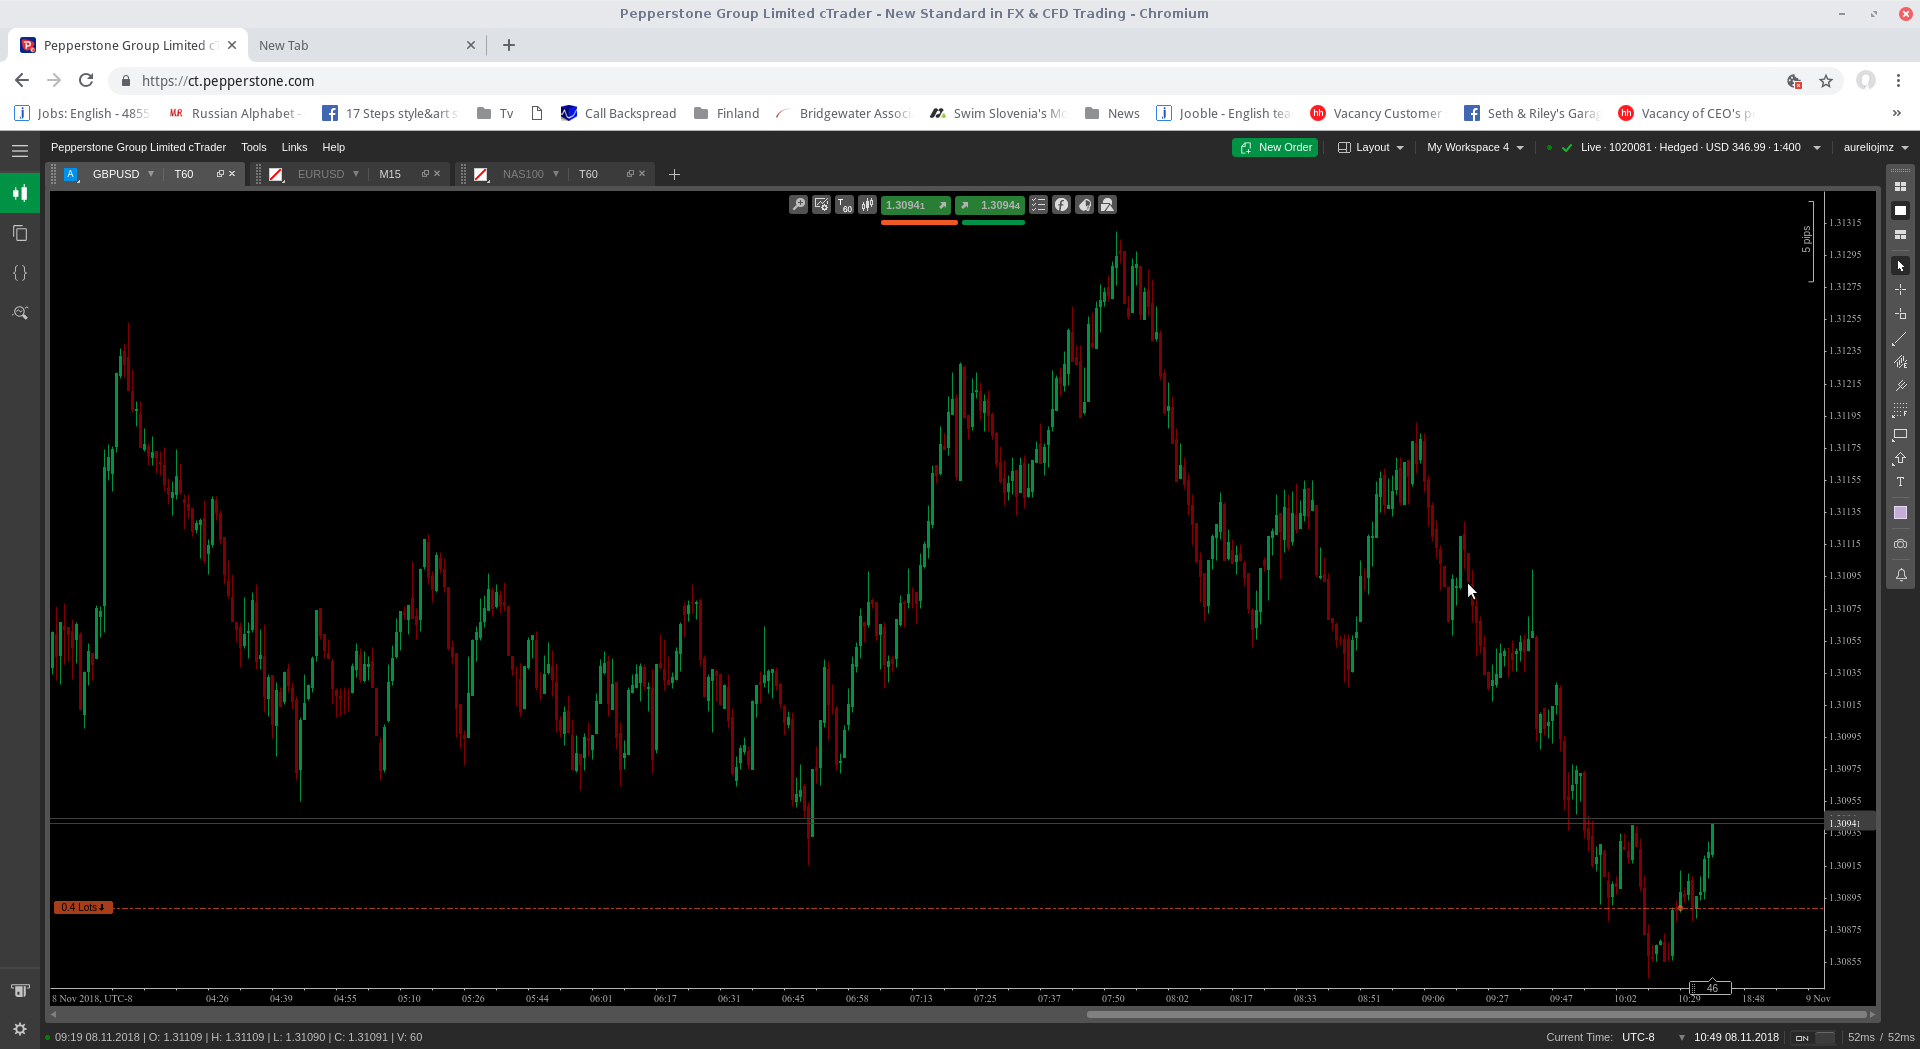 Pepperstone Group Limited cTrader - New Standard in FX & CFD Trading - Chromium
Pepperstone Group Limited c
New Tab
https://ct.pepperstone.com
Jobs: English - 4855
Russian Alphabet -
17 Steps style&art s
Tv
Call Backspread
Finland
Bridgewater Assoc
Swim Slovenia's Mo
News
Jooble - English tea
Vacancy Customer
Seth & Riley's Garag
Vacancy of CEO's p
Pepperstone Group Limited cTrader Tools Links Help
New Order
Layout
My Workspace 4
Live · 1020081 · Hedged · USD 346.99 · 1:400
aureliojmz
A GBPUSD T60
EURUSD M15
NAS100 T60
T60
1.30941
1.30944
5 pips
1.31315
1.31295
1.31275
1.31255
1.31235
1.31215
1.31195
1.31175
1.31155
1.31135
1.31115
1.31095
1.31075
1.31055
1.31035
1.31015
1.30995
1.30975
1.30955
1.30941
1.30935
1.30915
1.30895
1.30875
1.30855
0.4 Lots
46
8 Nov 2018, UTC-8 04:26 04:39 04:55 05:10 05:26 05:44 06:01 06:17 06:31 06:45 06:58 07:13 07:25 07:37 07:50 08:02 08:17 08:33 08:51 09:06 09:27 09:47 10:02 10:29 18:48 9 Nov
09:19 08.11.2018 | O: 1.31109 | H: 1.31109 | L: 1.31090 | C: 1.31091 | V: 60
Current Time: UTC-8
10:49 08.11.2018
ON
52ms / 52ms